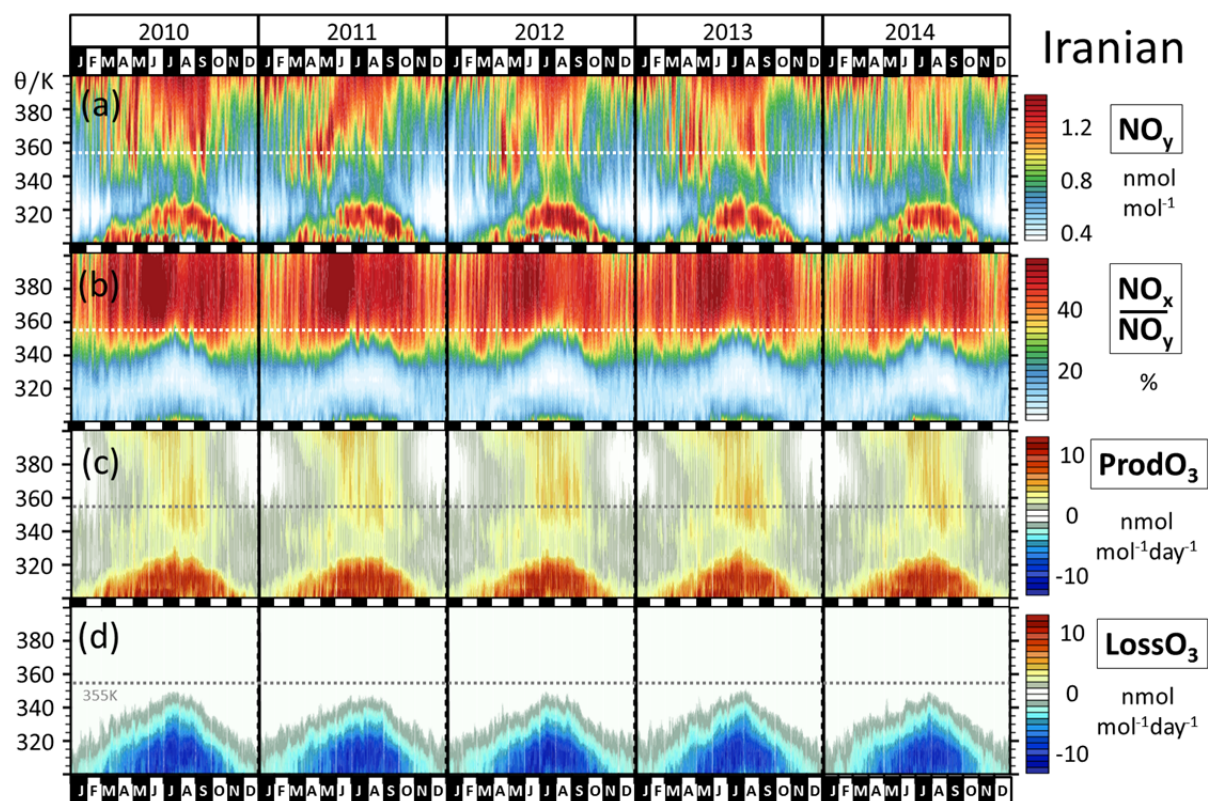 2010 2011 2012 2013 2014
J F M A M J J A S O N D J F M A M J J A S O N D J F M A M J J A S O N D J F M A M J J A S O N D J F M A M J J A S O N D
Iranian
θ/K
(a)
380
360
340
320
1.2
0.8
0.4
NOy
nmol
mol-1
(b)
380
360
340
320
40
20
NOx
NOy
%
(c)
380
360
340
320
10
0
-10
ProdO3
nmol
mol-1day-1
(d)
380
360
340
320
355K
10
0
-10
LossO3
nmol
mol-1day-1
J F M A M J J A S O N D J F M A M J J A S O N D J F M A M J J A S O N D J F M A M J J A S O N D J F M A M J J A S O N D